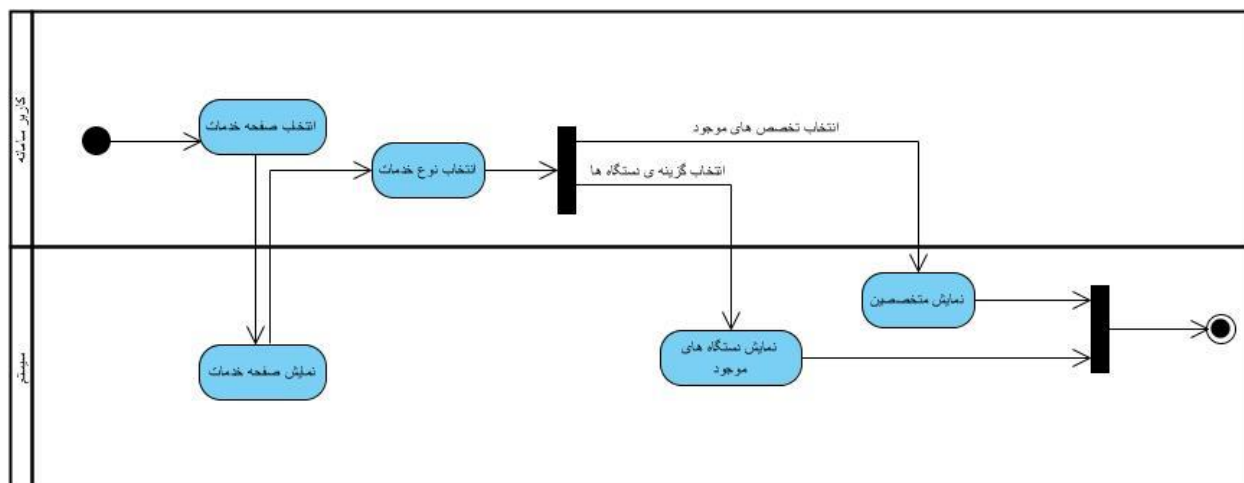 کاربر سامانه
انتخاب صفحه خدمات
انتخاب نوع خدمات
انتخاب تخصص های موجود
انتخاب گزینه ی دستگاه ها
سیستم
نمایش صفحه خدمات
نمایش متخصصین
نمایش دستگاه های
موجود